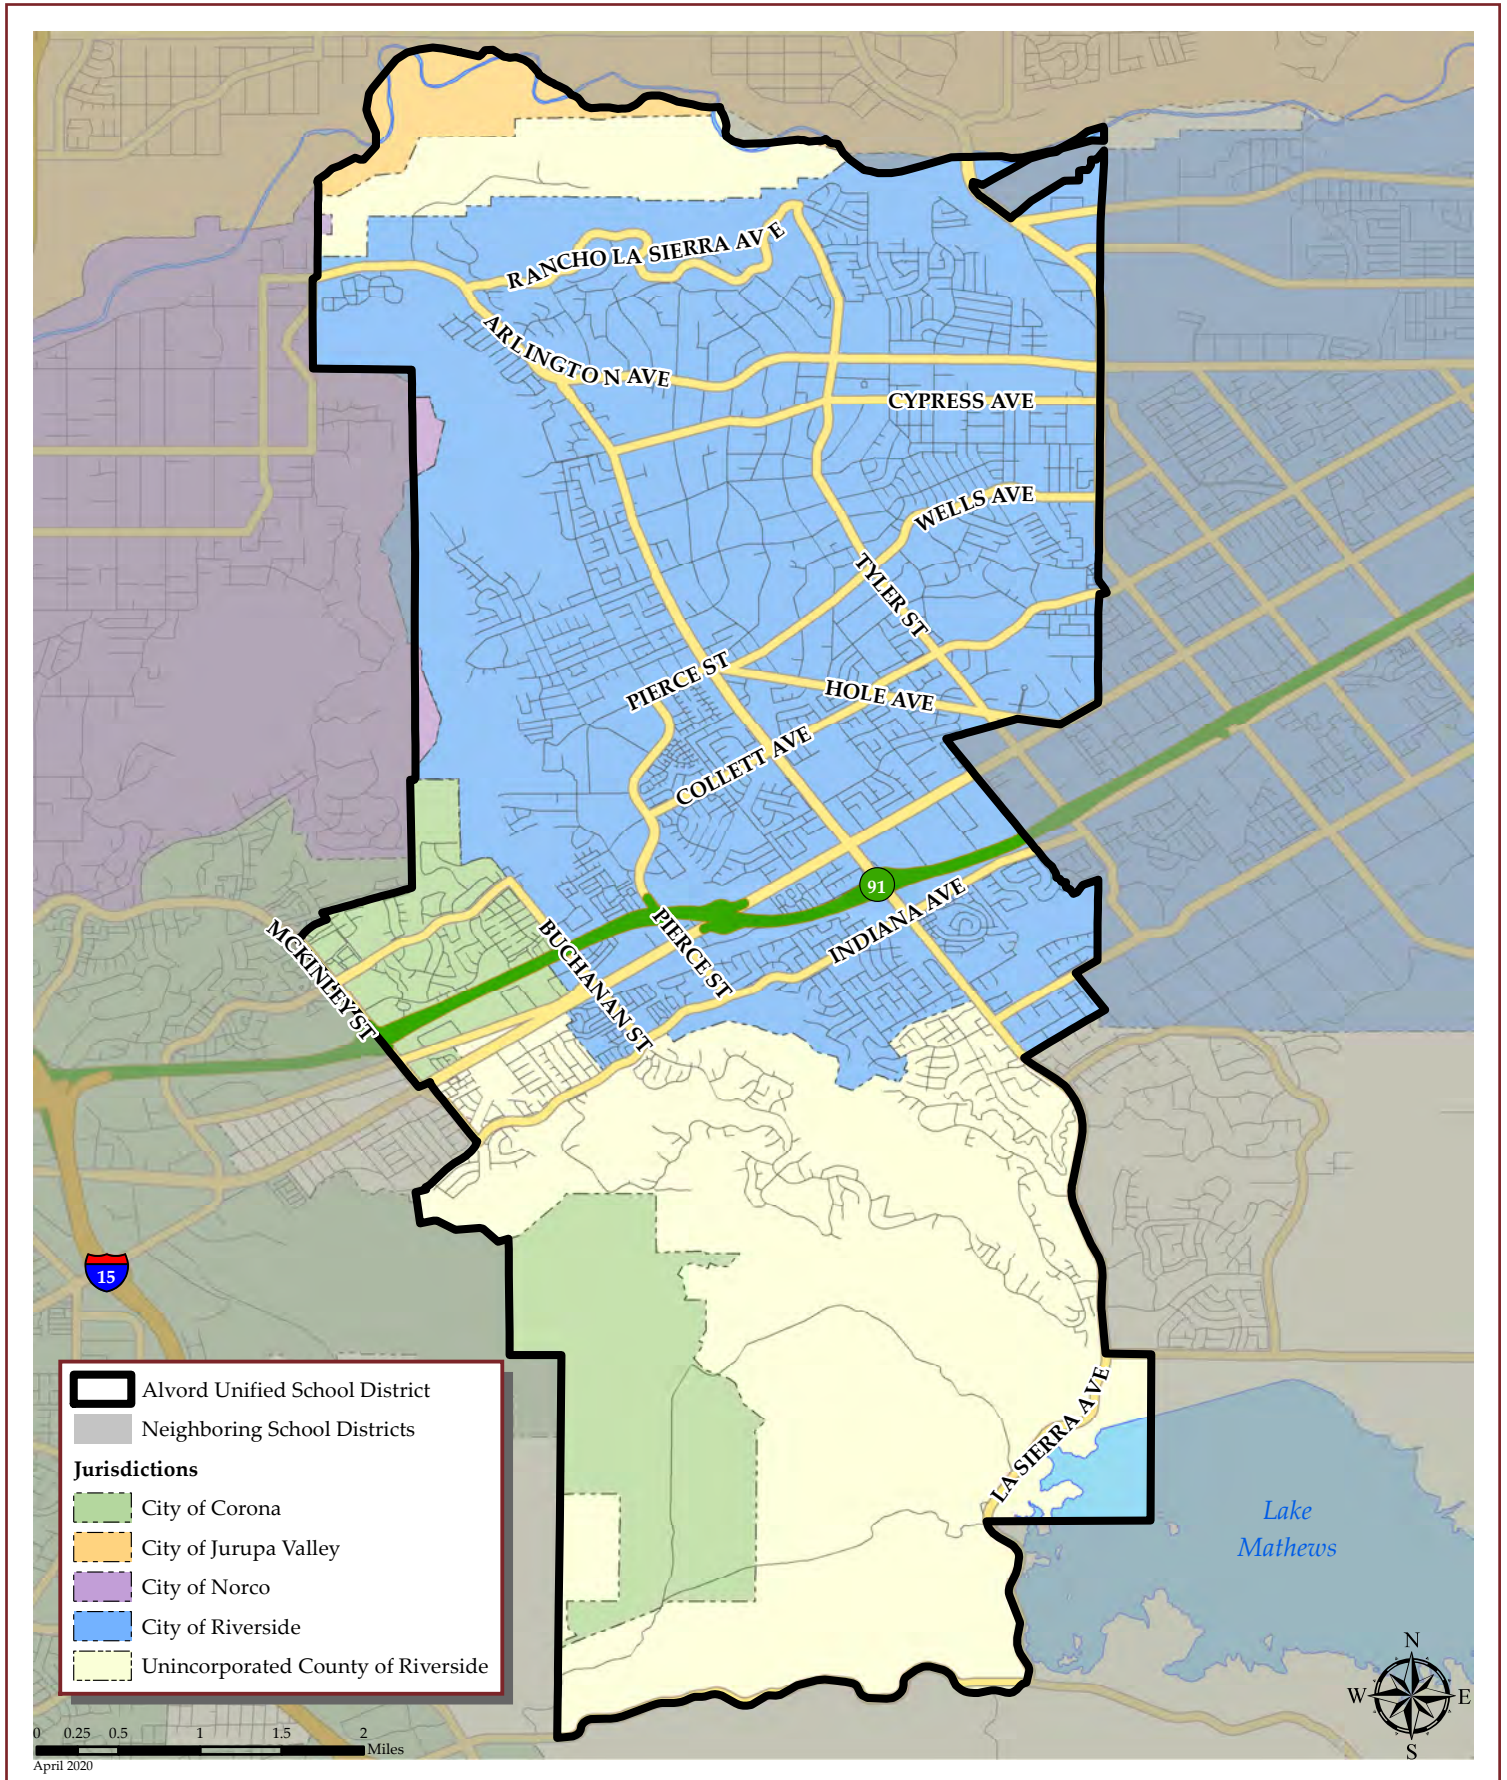 RANCHO LA SIERRA AVE
ARLINGTON AVE
CYPRESS AVE
WELLS AVE
TYLER ST
PIERCE ST
HOLE AVE
COLLETT AVE
91
INDIANA AVE
PIERCE ST
BUCHANAN ST
MCKINLEY ST
15
LA SIERRA AVE
Lake
Mathews
Alvord Unified School District
Neighboring School Districts
Jurisdictions
City of Corona
City of Jurupa Valley
City of Norco
City of Riverside
Unincorporated County of Riverside
N
W E
S
0 0.25 0.5 1 1.5 2
Miles
April 2020